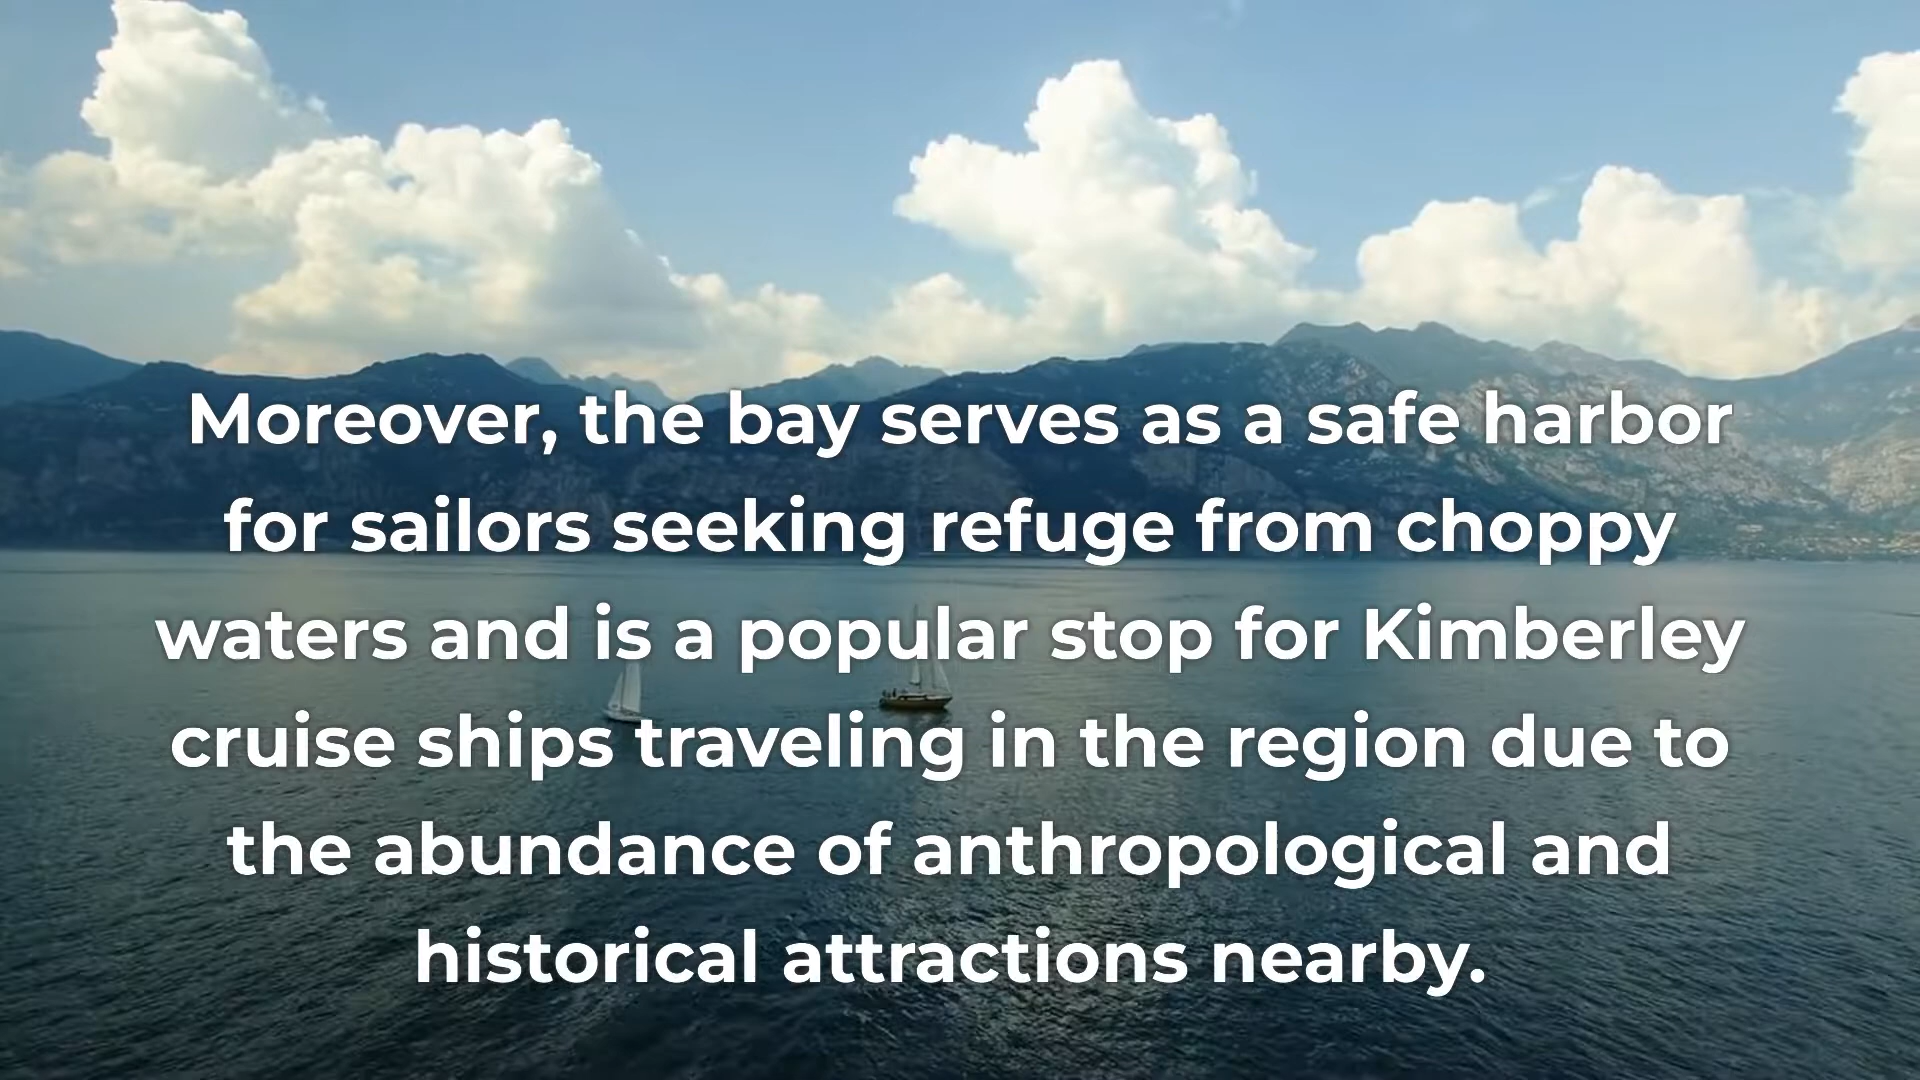 Moreover, the bay serves as a safe harbor
for sailors seeking refuge from choppy
waters and is a popular stop for Kimberley
cruise ships traveling in the region due to
the abundance of anthropological and
historical attractions nearby.